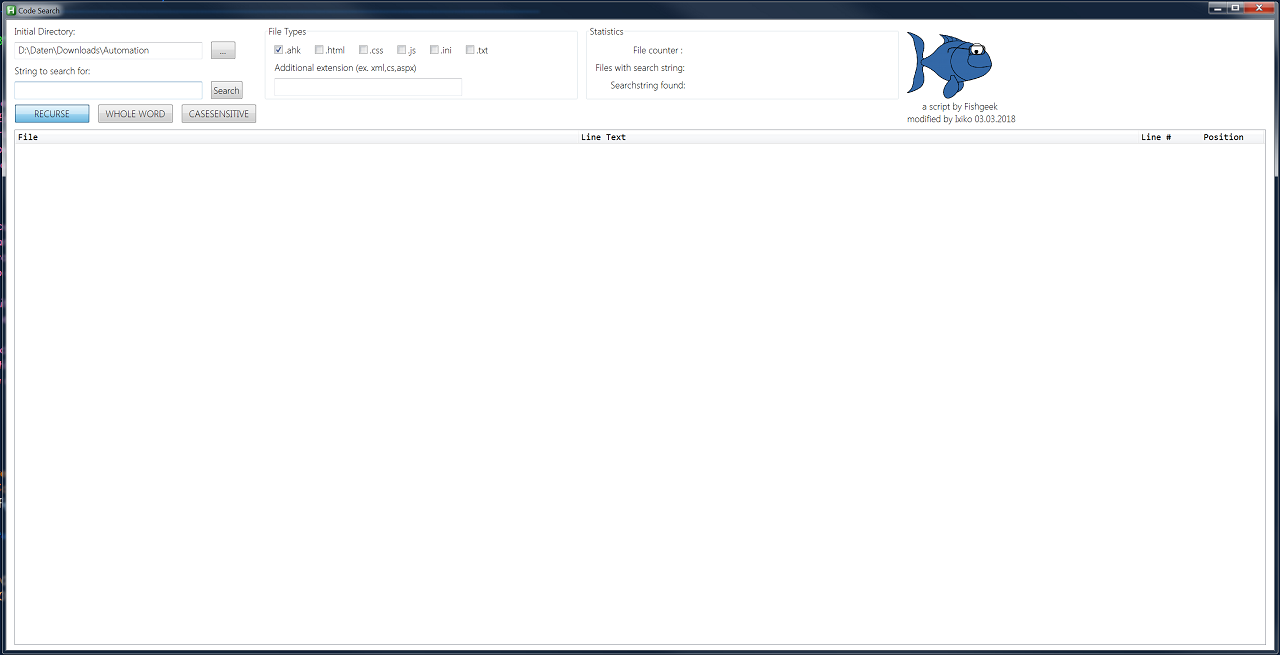 Code Search
Initial Directory:
D:\Daten\Downloads\Automation
...
String to search for:
Search
RECURSE WHOLE WORD CASESENSITIVE
File Types
.ahk .html .css .js .ini .txt
Additional extension (ex. xml,cs,aspx)
Statistics
File counter :
Files with search string:
Searchstring found:
a script by Fishgeek
modified by Ixiko 03.03.2018
File Line Text Line # Position